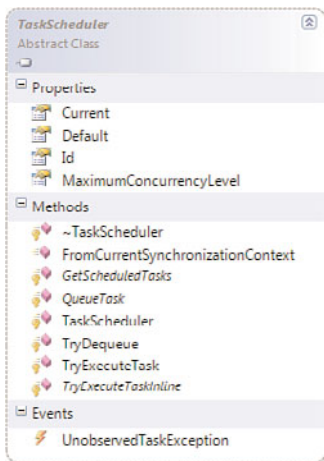 TaskScheduler
Abstract Class
Properties
Current
Default
Id
MaximumConcurrencyLevel
Methods
~TaskScheduler
FromCurrentSynchronizationContext
GetScheduledTasks
QueueTask
TaskScheduler
TryDequeue
TryExecuteTask
TryExecuteTaskInline
Events
UnobservedTaskException